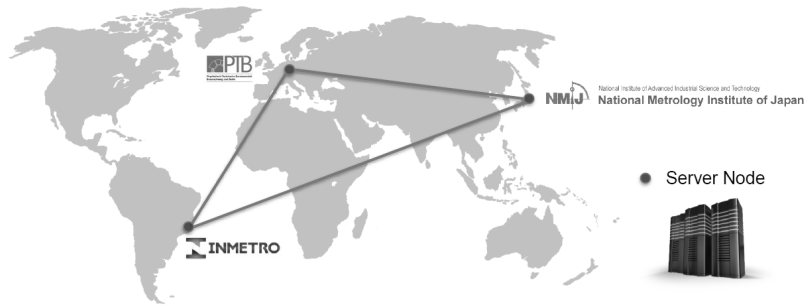 PTB
National Institute of Advanced Industrial Science and Technology
NMIJ
National Metrology Institute of Japan
Server Node
INMETRO